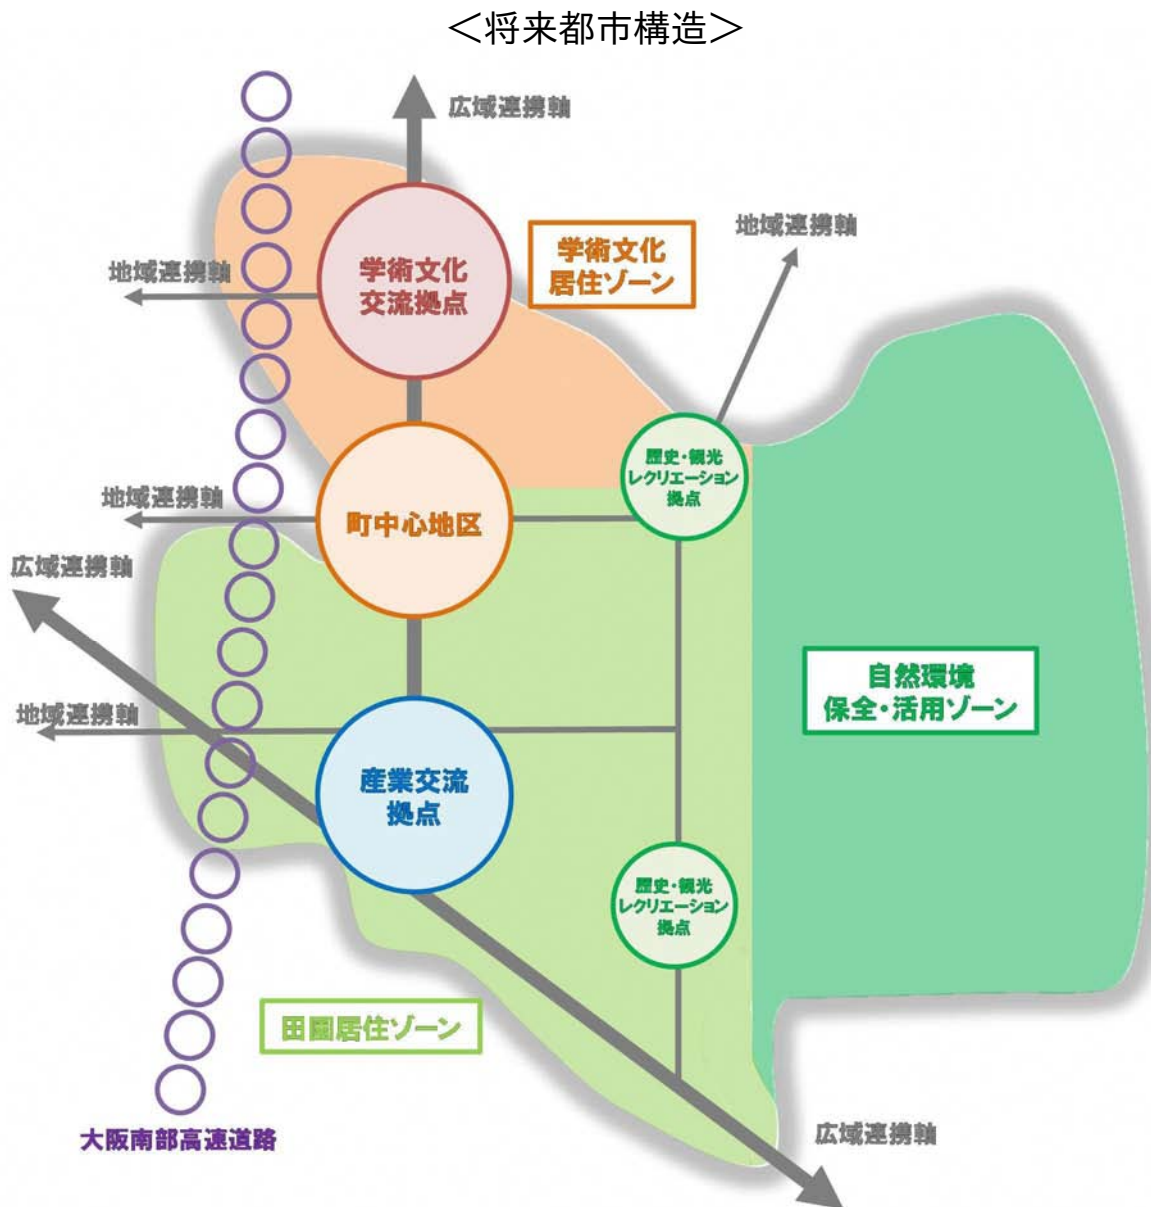 ＜将来都市構造＞
広域連携軸
地域連携軸
学術文化
居住ゾーン
地域連携軸
学術文化
交流拠点
歴史・観光
レクリエーション
拠点
地域連携軸
町中心地区
広域連携軸
自然環境
保全・活用ゾーン
地域連携軸
産業交流
拠点
歴史・観光
レクリエーション
拠点
田園居住ゾーン
大阪南部高速道路
広域連携軸